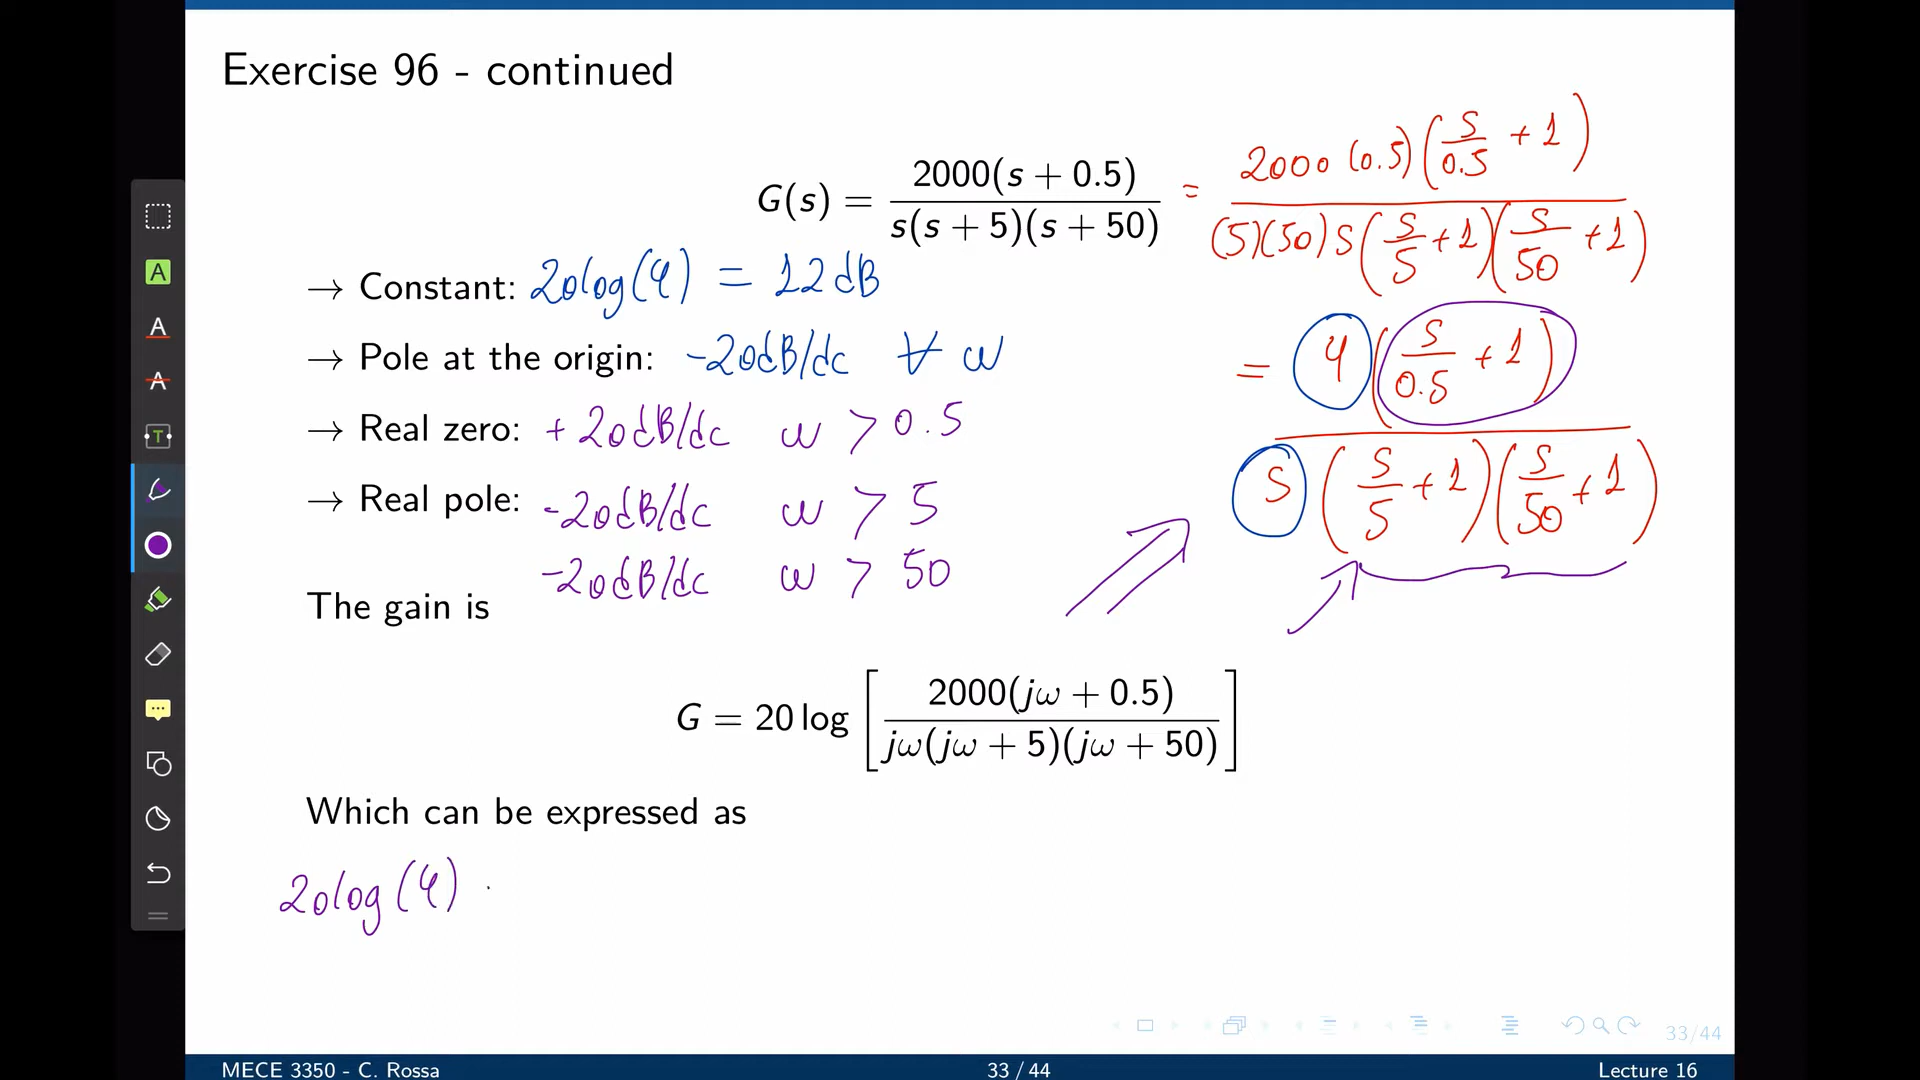 Exercise 96 - continued
G(s) = 2000(s + 0.5) / s(s + 5)(s + 50) = 2000 (0.5)(s/0.5 + 1) / (5)(50) s(s/5 + 1)(s/50 + 1)
→ Constant: 20log(4) = 12dB
= 4 (s/0.5 + 1) / s (s/5 + 1)(s/50 + 1)
→ Pole at the origin: -20dB/dc ∀ ω
→ Real zero: +20dB/dc ω > 0.5
→ Real pole: -20dB/dc ω > 5
-20dB/dc ω > 50
The gain is
G = 20 log [2000(jω + 0.5) / jω(jω + 5)(jω + 50)]
Which can be expressed as
20log(4)
33/44
MECE 3350 - C. Rossa 33 / 44 Lecture 16